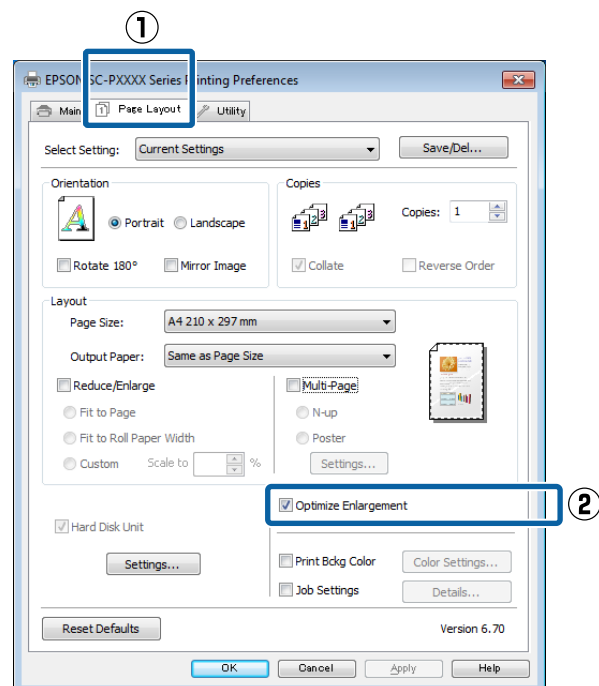 ①
EPSON SC-PXXXX Series Printing Preferences
Main Page Layout Utility
Select Setting: Current Settings Save/Del...
Orientation Copies
Portrait Landscape Copies: 1
Rotate 180° Mirror Image Collate Reverse Order
Layout
Page Size: A4 210 x 297 mm
Output Paper: Same as Page Size
Reduce/Enlarge Multi-Page
Fit to Page N-up
Fit to Roll Paper Width Poster
Custom Scale to % Settings...
Optimize Enlargement ②
Hard Disk Unit
Settings... Print Bckg Color Color Settings...
Job Settings Details...
Reset Defaults Version 6.70
OK Cancel Apply Help